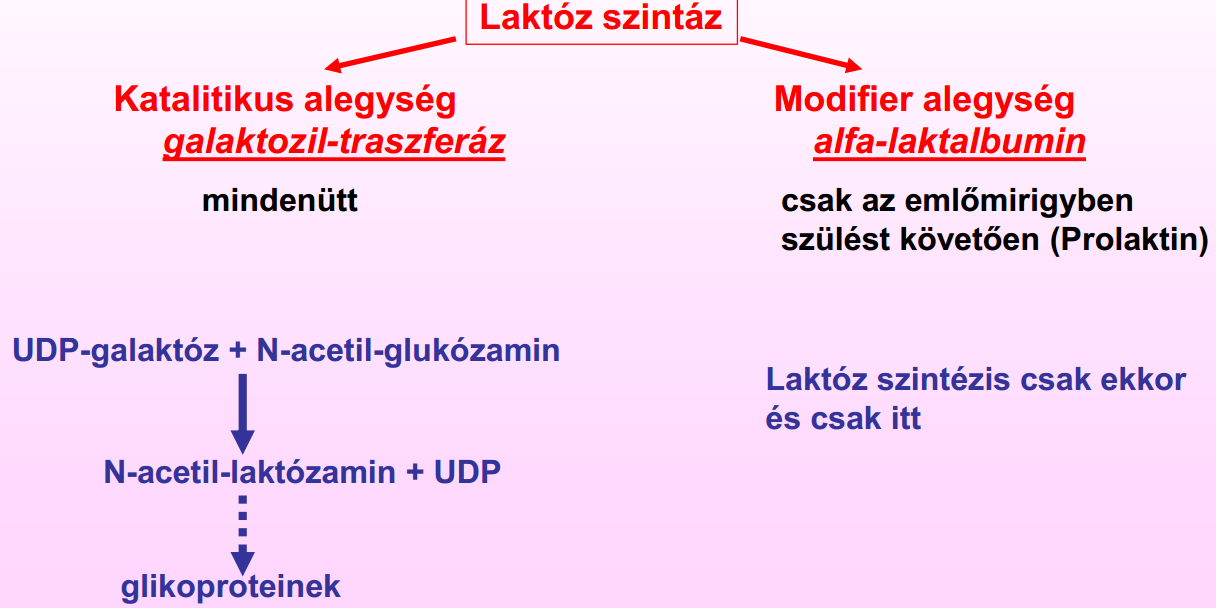 Laktóz szintáz
Katalitikus alegység
galaktozil-traszferáz
mindenütt
Modifier alegység
alfa-laktalbumin
csak az emlőmirigyben
szülést követően (Prolaktin)
UDP-galaktóz + N-acetil-glukózamin
N-acetil-laktózamin + UDP
glikoproteinek
Laktóz szintézis csak ekkor
és csak itt